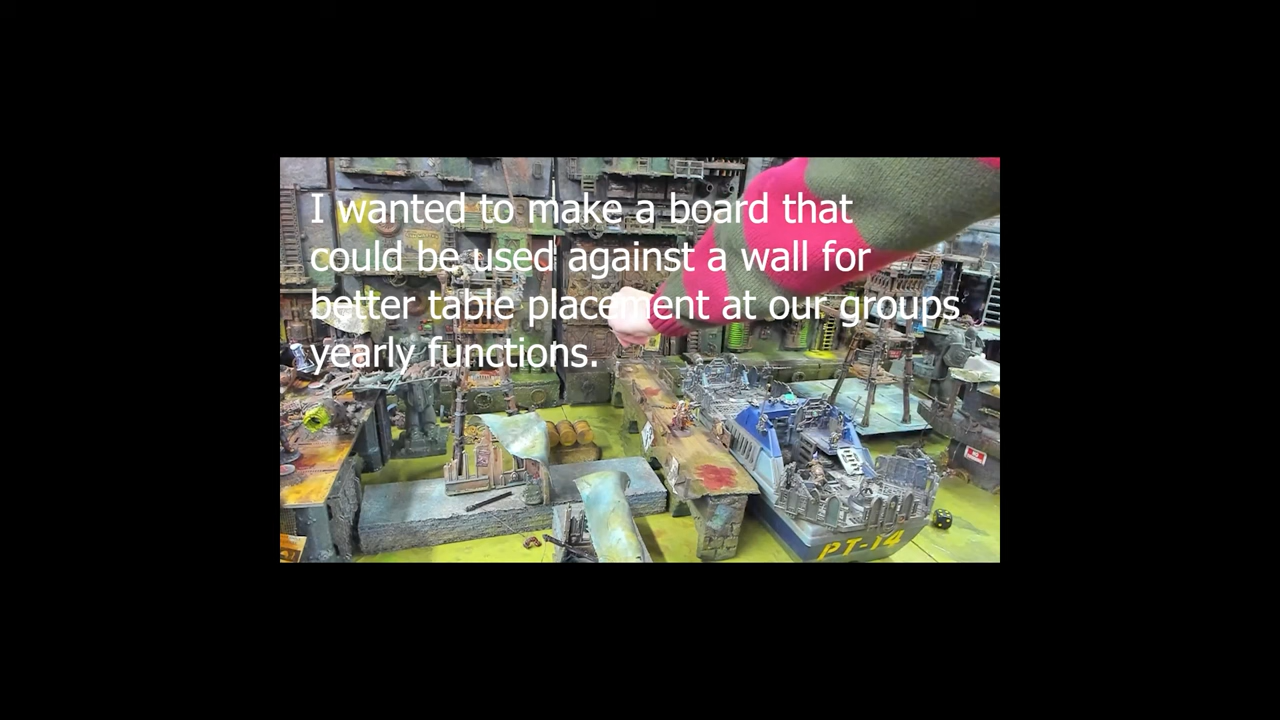 I wanted to make a board that
could be used against a wall for
better table placement at our groups
yearly functions.
PT-14